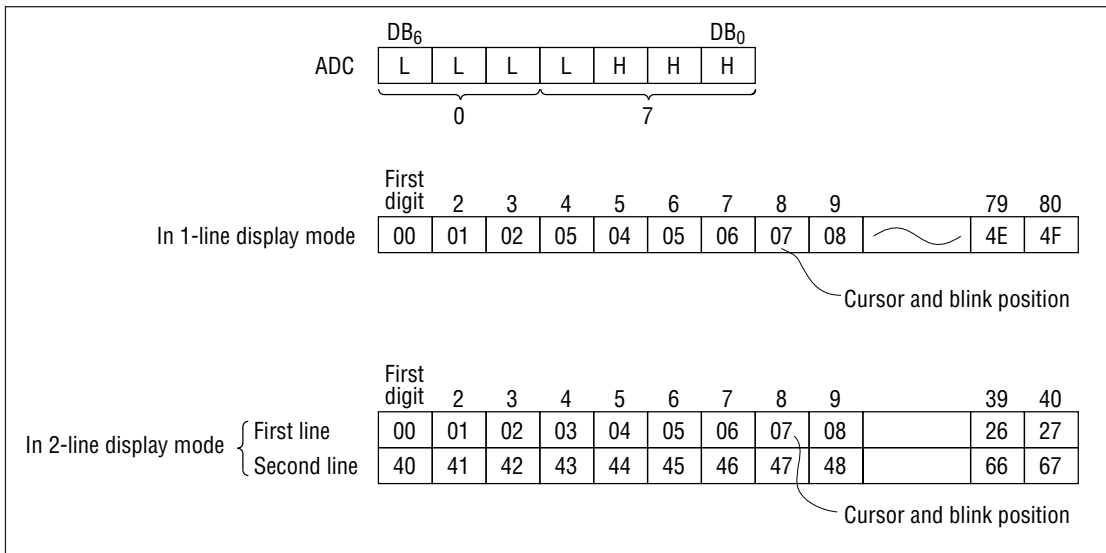 DB6 DB0
ADC L L L L H H H
0 7
First
digit 2 3 4 5 6 7 8 9 79 80
In 1-line display mode 00 01 02 05 04 05 06 07 08 4E 4F
Cursor and blink position
First
digit 2 3 4 5 6 7 8 9 39 40
In 2-line display mode
First line 00 01 02 03 04 05 06 07 08 26 27
Second line 40 41 42 43 44 45 46 47 48 66 67
Cursor and blink position